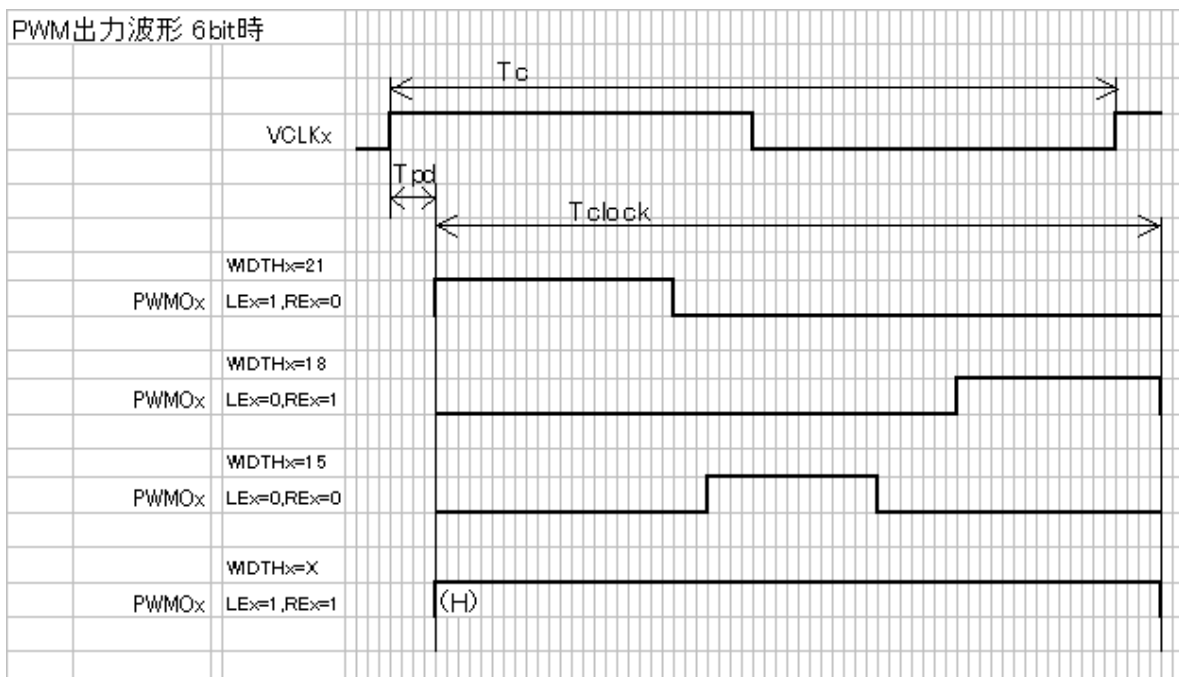 PWM出力波形 6bit時
Tc
VCLKx
Tpd
Tclock
WIDTHx=21
PWMOx LEx=1,REx=0
WIDTHx=18
PWMOx LEx=0,REx=1
WIDTHx=15
PWMOx LEx=0,REx=0
WIDTHx=X
PWMOx LEx=1,REx=1 (H)